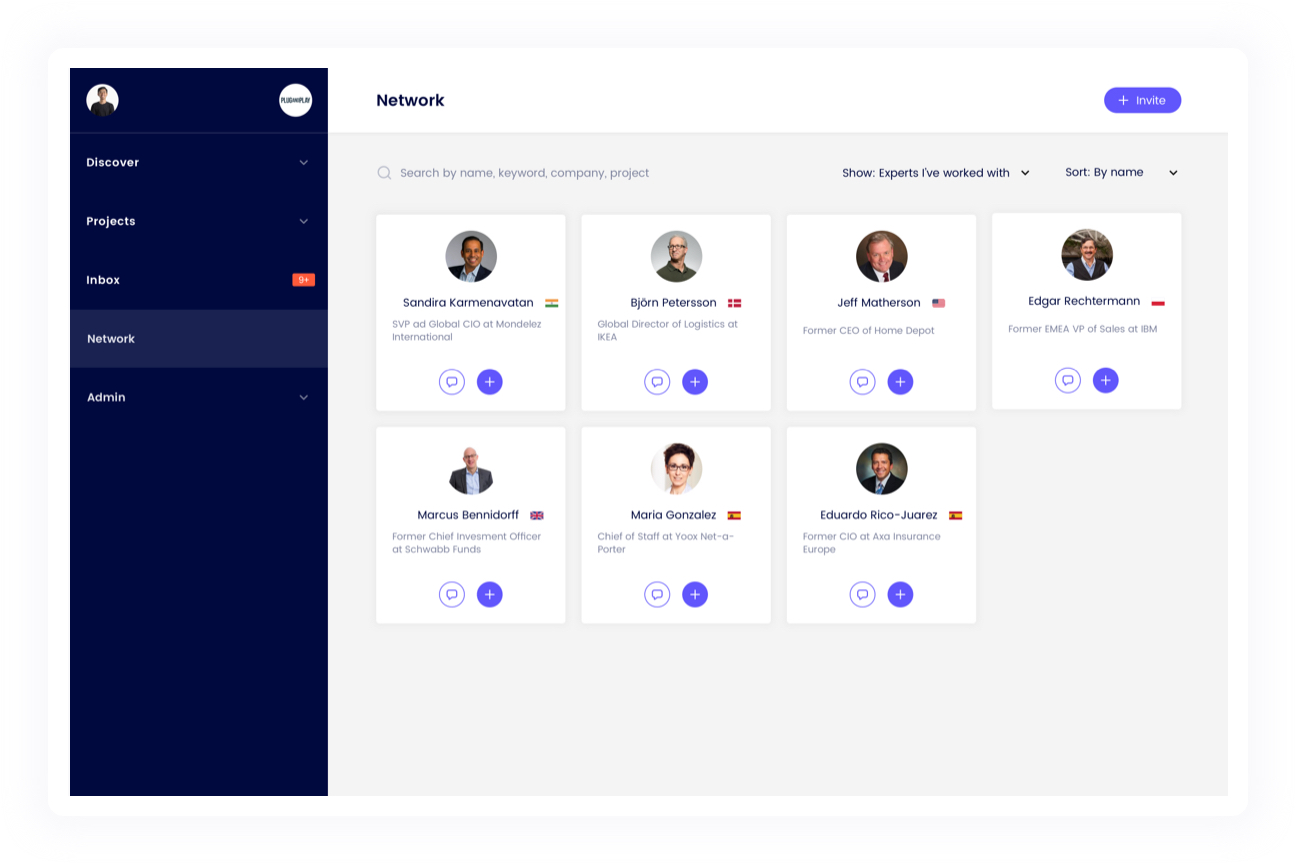 PLUGANDPLAY
Discover
Projects
Inbox
9+
Network
Admin
Network
+ Invite
Search by name, keyword, company, project
Show: Experts I've worked with
Sort: By name
Sandira Karmenavatan
SVP ad Global CIO at Mondelez
International
Björn Petersson
Global Director of Logistics at
IKEA
Jeff Matherson
Former CEO of Home Depot
Edgar Rechtermann
Former EMEA VP of Sales at IBM
Marcus Bennidorff
Former Chief Invesment Officer
at Schwabb Funds
Maria Gonzalez
Chief of Staff at Yoox Net-a-
Porter
Eduardo Rico-Juarez
Former CIO at Axa Insurance
Europe